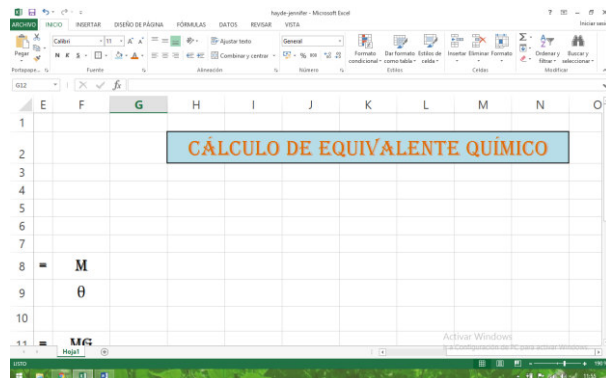 hayde-jennifer - Microsoft Excel
ARCHIVO INICIO INSERTAR DISEÑO DE PÁGINA FÓRMULAS DATOS REVISAR VISTA
Calibri 11 Ajustar texto General
Pegar N K S Combinar y centrar % 000
Formato condicional Dar formato como tabla Estilos de celda Insertar Eliminar Formato Ordenar y filtrar Buscar y seleccionar
Fuente Alineación Número Estilos Celdas Modificar
G12 fx
E F G H I J K L M N O
1
2 CÁLCULO DE EQUIVALENTE QUÍMICO
3
4
5
6
7
8 = M
9 θ
10
11 = MG
Activar Windows
Hoja1
LISTO
11:55